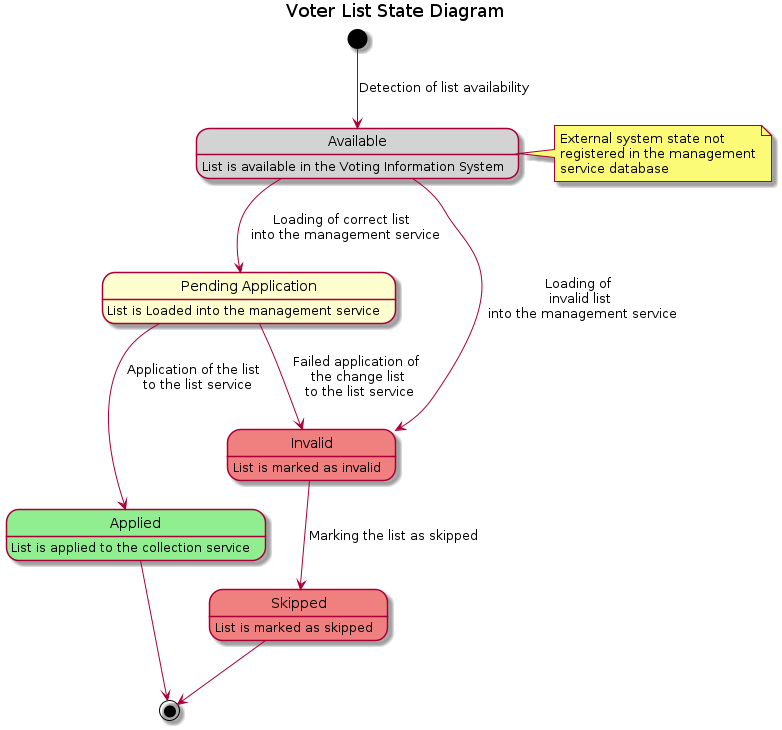 Voter List State Diagram
Detection of list availability
Available
List is available in the Voting Information System
External system state not
registered in the management
service database
Loading of correct list
into the management service
Loading of
invalid list
into the management service
Pending Application
List is Loaded into the management service
Application of the list
to the list service
Failed application of
the change list
to the list service
Invalid
List is marked as invalid
Applied
List is applied to the collection service
Marking the list as skipped
Skipped
List is marked as skipped